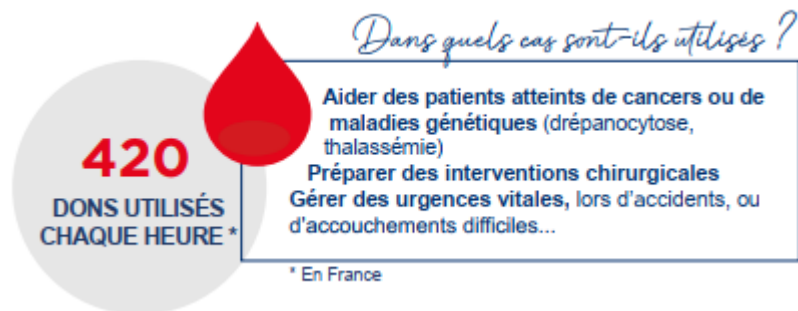 Dans quels cas sont-ils utilisés ?
420
DONS UTILISÉS
CHAQUE HEURE *
Aider des patients atteints de cancers ou de
maladies génétiques (drépanocytose,
thalassémie)
Préparer des interventions chirurgicales
Gérer des urgences vitales, lors d'accidents, ou
d'accouchements difficiles...
* En France